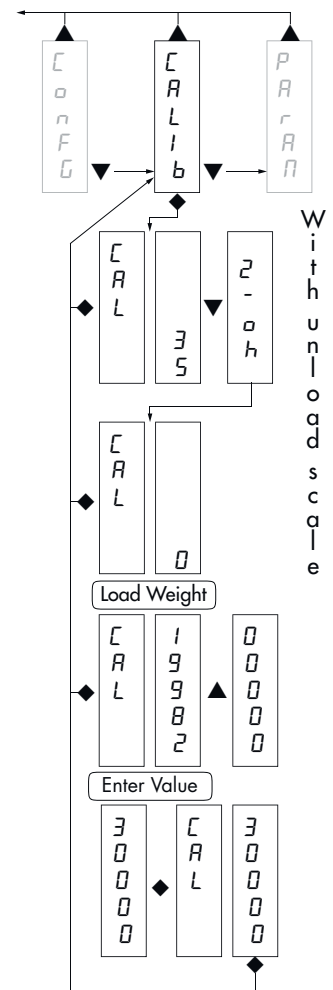 ConFG
CALIb
PArAM
With unload scale
CAL
35
2-oh
CAL
0
Load Weight
CAL
19982
00000
Enter Value
30000
CAL
30000